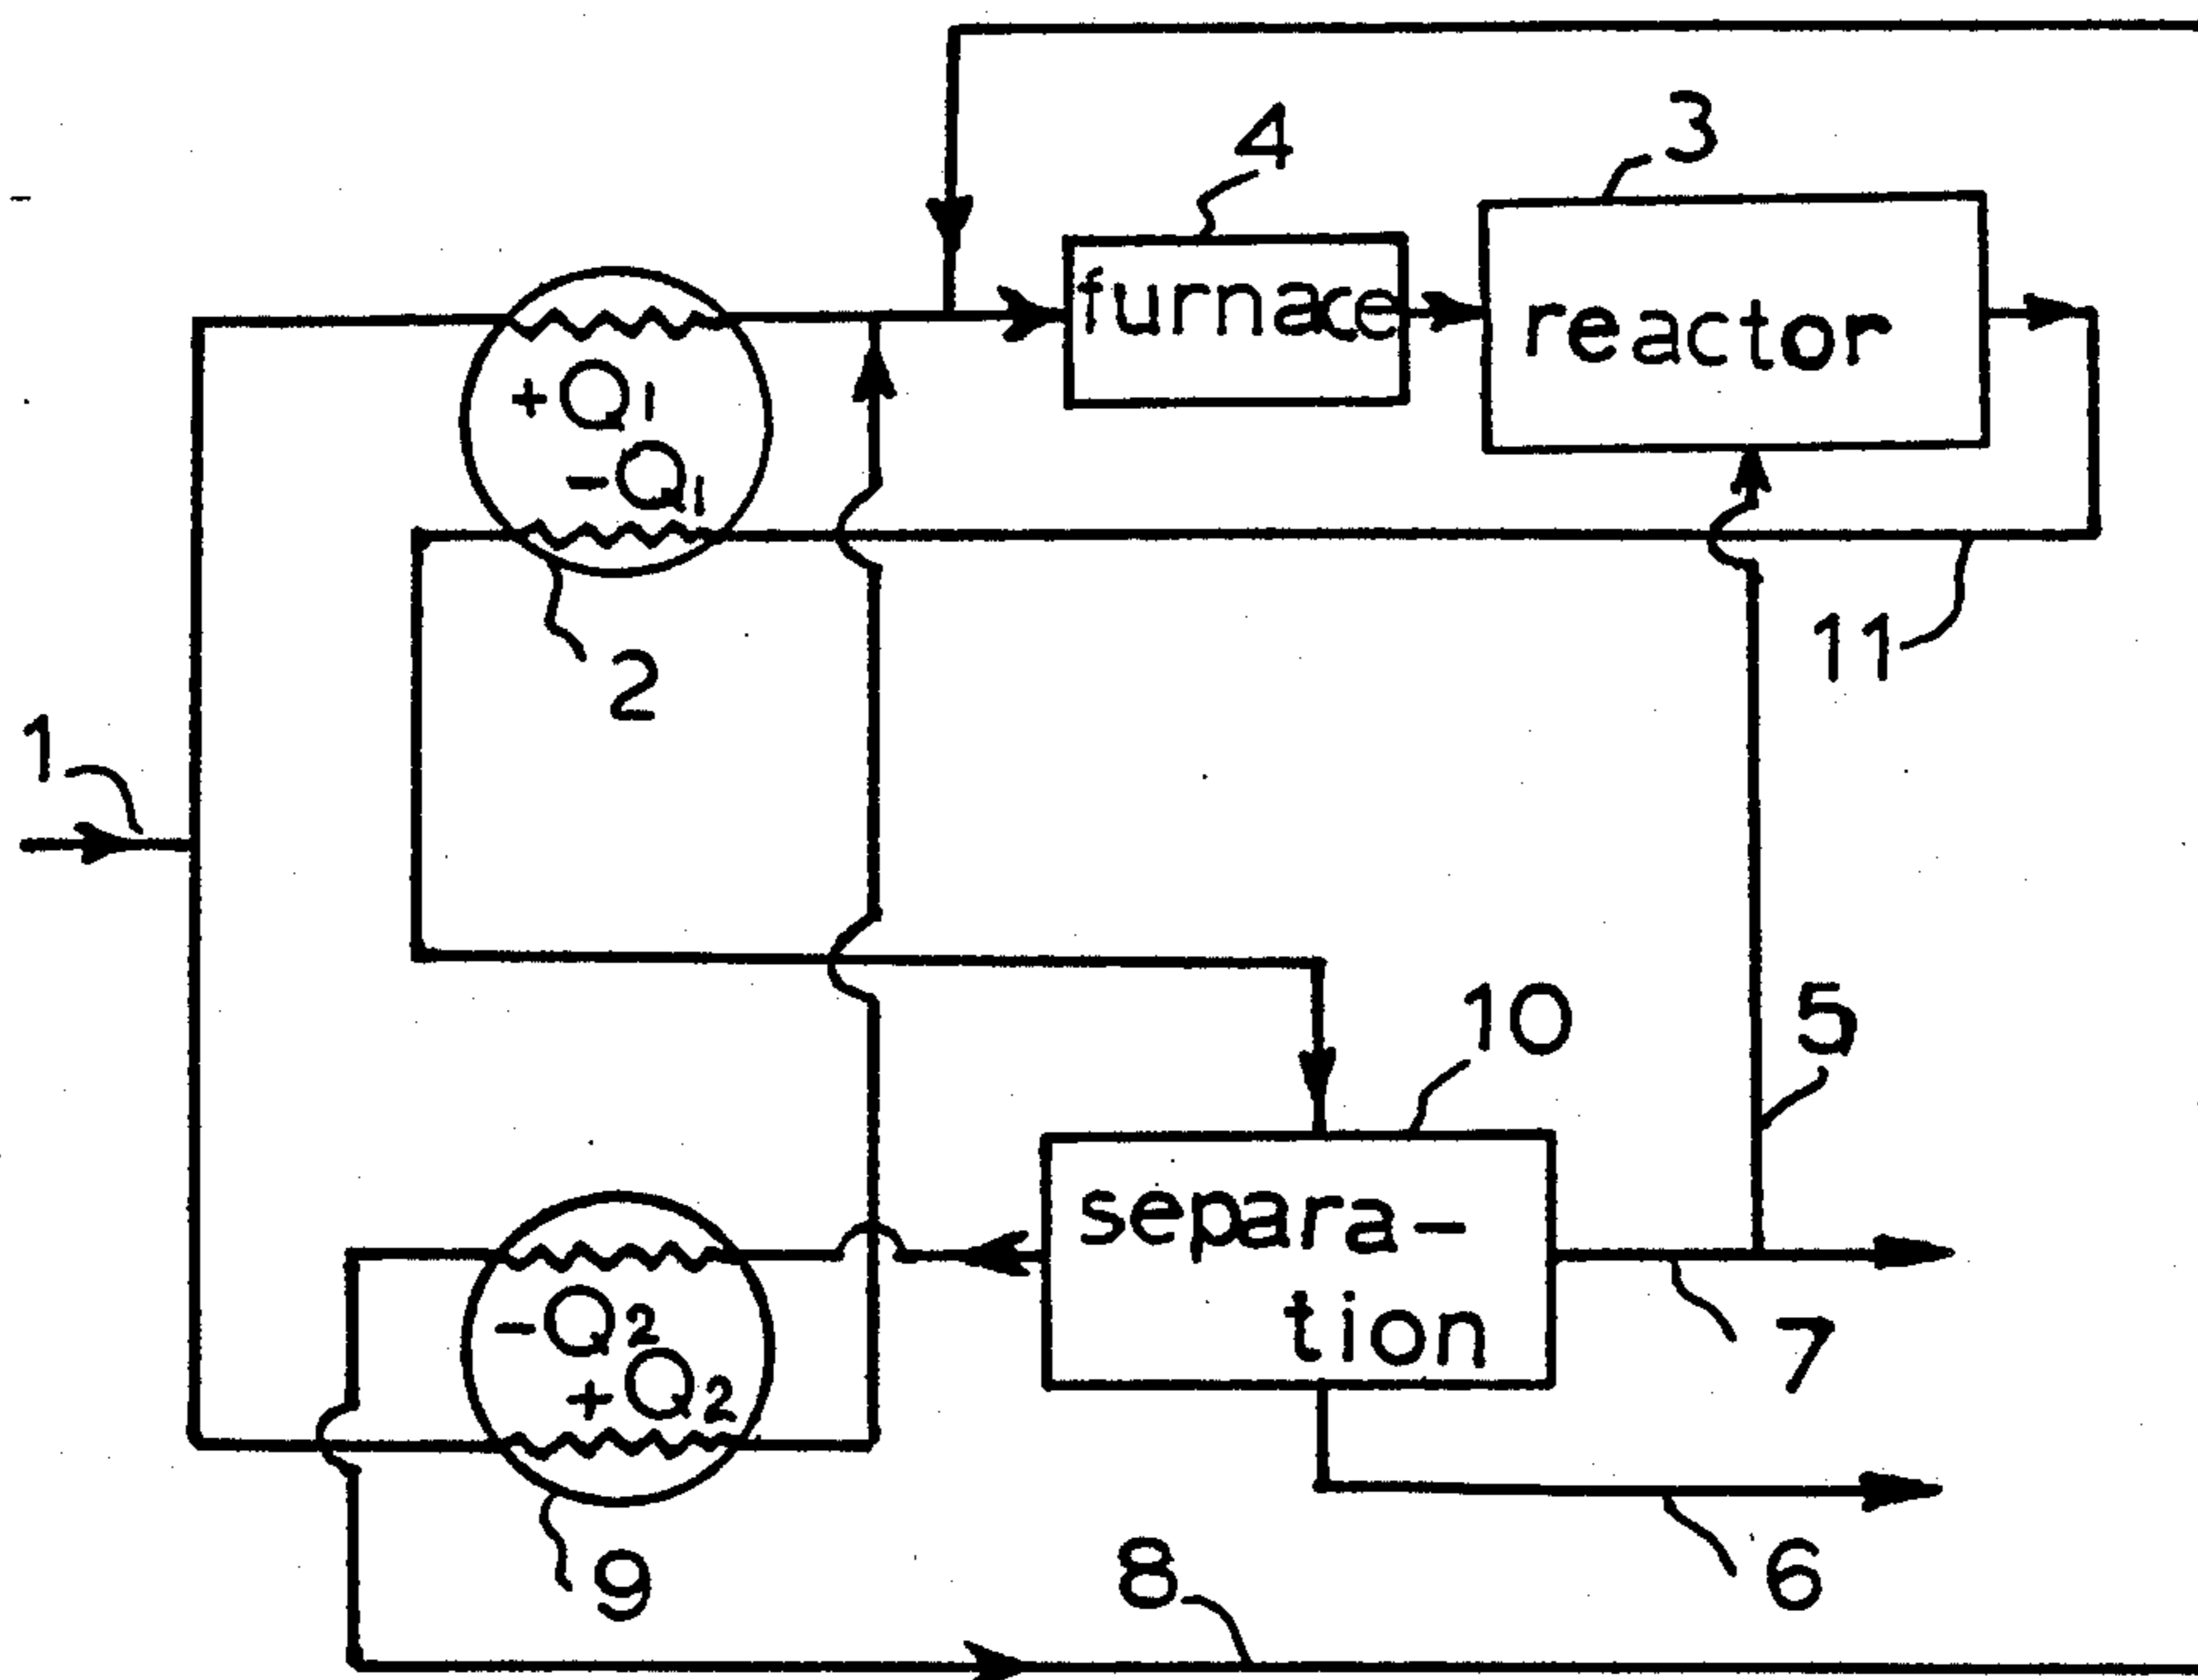 4
3
furnace
reactor
+Q1
-Q1
2
11
1
10
5
separa-
tion
-Q2
+Q2
7
9
8
6